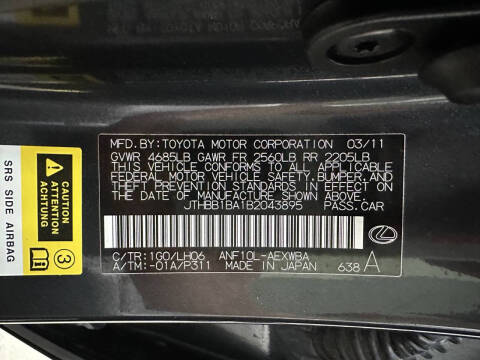 MFD.BY:TOYOTA MOTOR CORPORATION 03/11
GVWR 4685LB GAWR FR 2560LB RR 2205LB
THIS VEHICLE CONFORMS TO ALL APPLICABLE
FEDERAL MOTOR VEHICLE SAFETY, BUMPER,
AND THEFT PREVENTION STANDARDS IN EFFECT
ON THE DATE OF MANUFACTURE SHOWN ABOVE.
JTHBB1BA1B2043895 PASS.CAR
C/TR:1G0/LH06 ANF10L-AEXWBA
A/TM:-01A/P311 MADE IN JAPAN 638 A
CAUTION
ACHTUNG
ATTENTION
SRS SIDE AIRBAG
3